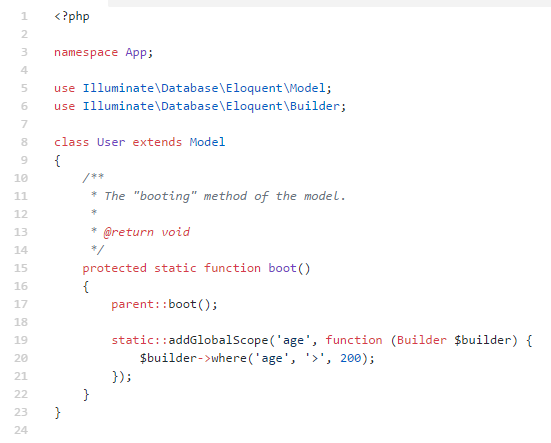 1 <?php
2
3 namespace App;
4
5 use Illuminate\Database\Eloquent\Model;
6 use Illuminate\Database\Eloquent\Builder;
7
8 class User extends Model
9 {
10     /**
11      * The "booting" method of the model.
12      *
13      * @return void
14      */
15     protected static function boot()
16     {
17         parent::boot();
18
19         static::addGlobalScope('age', function (Builder $builder) {
20             $builder->where('age', '>', 200);
21         });
22     }
23 }
24